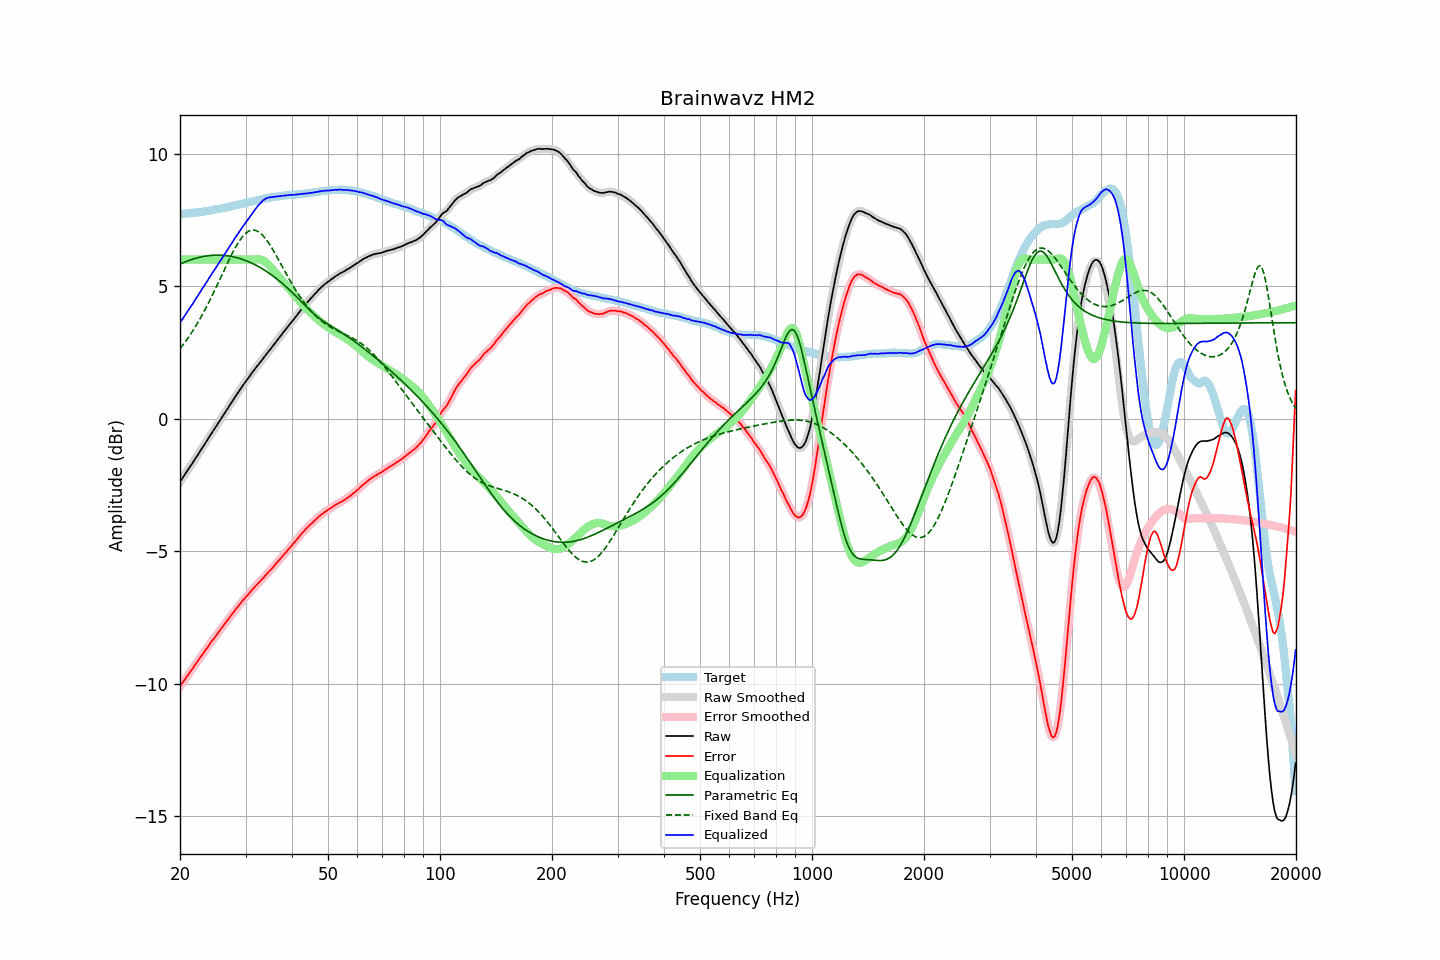 Brainwavz HM2
Amplitude (dBr)
10
5
0
−5
−10
−15
Target
Raw Smoothed
Error Smoothed
Raw
Error
Equalization
Parametric Eq
Fixed Band Eq
Equalized
20
50
100
200
500
1000
2000
5000
10000
20000
Frequency (Hz)